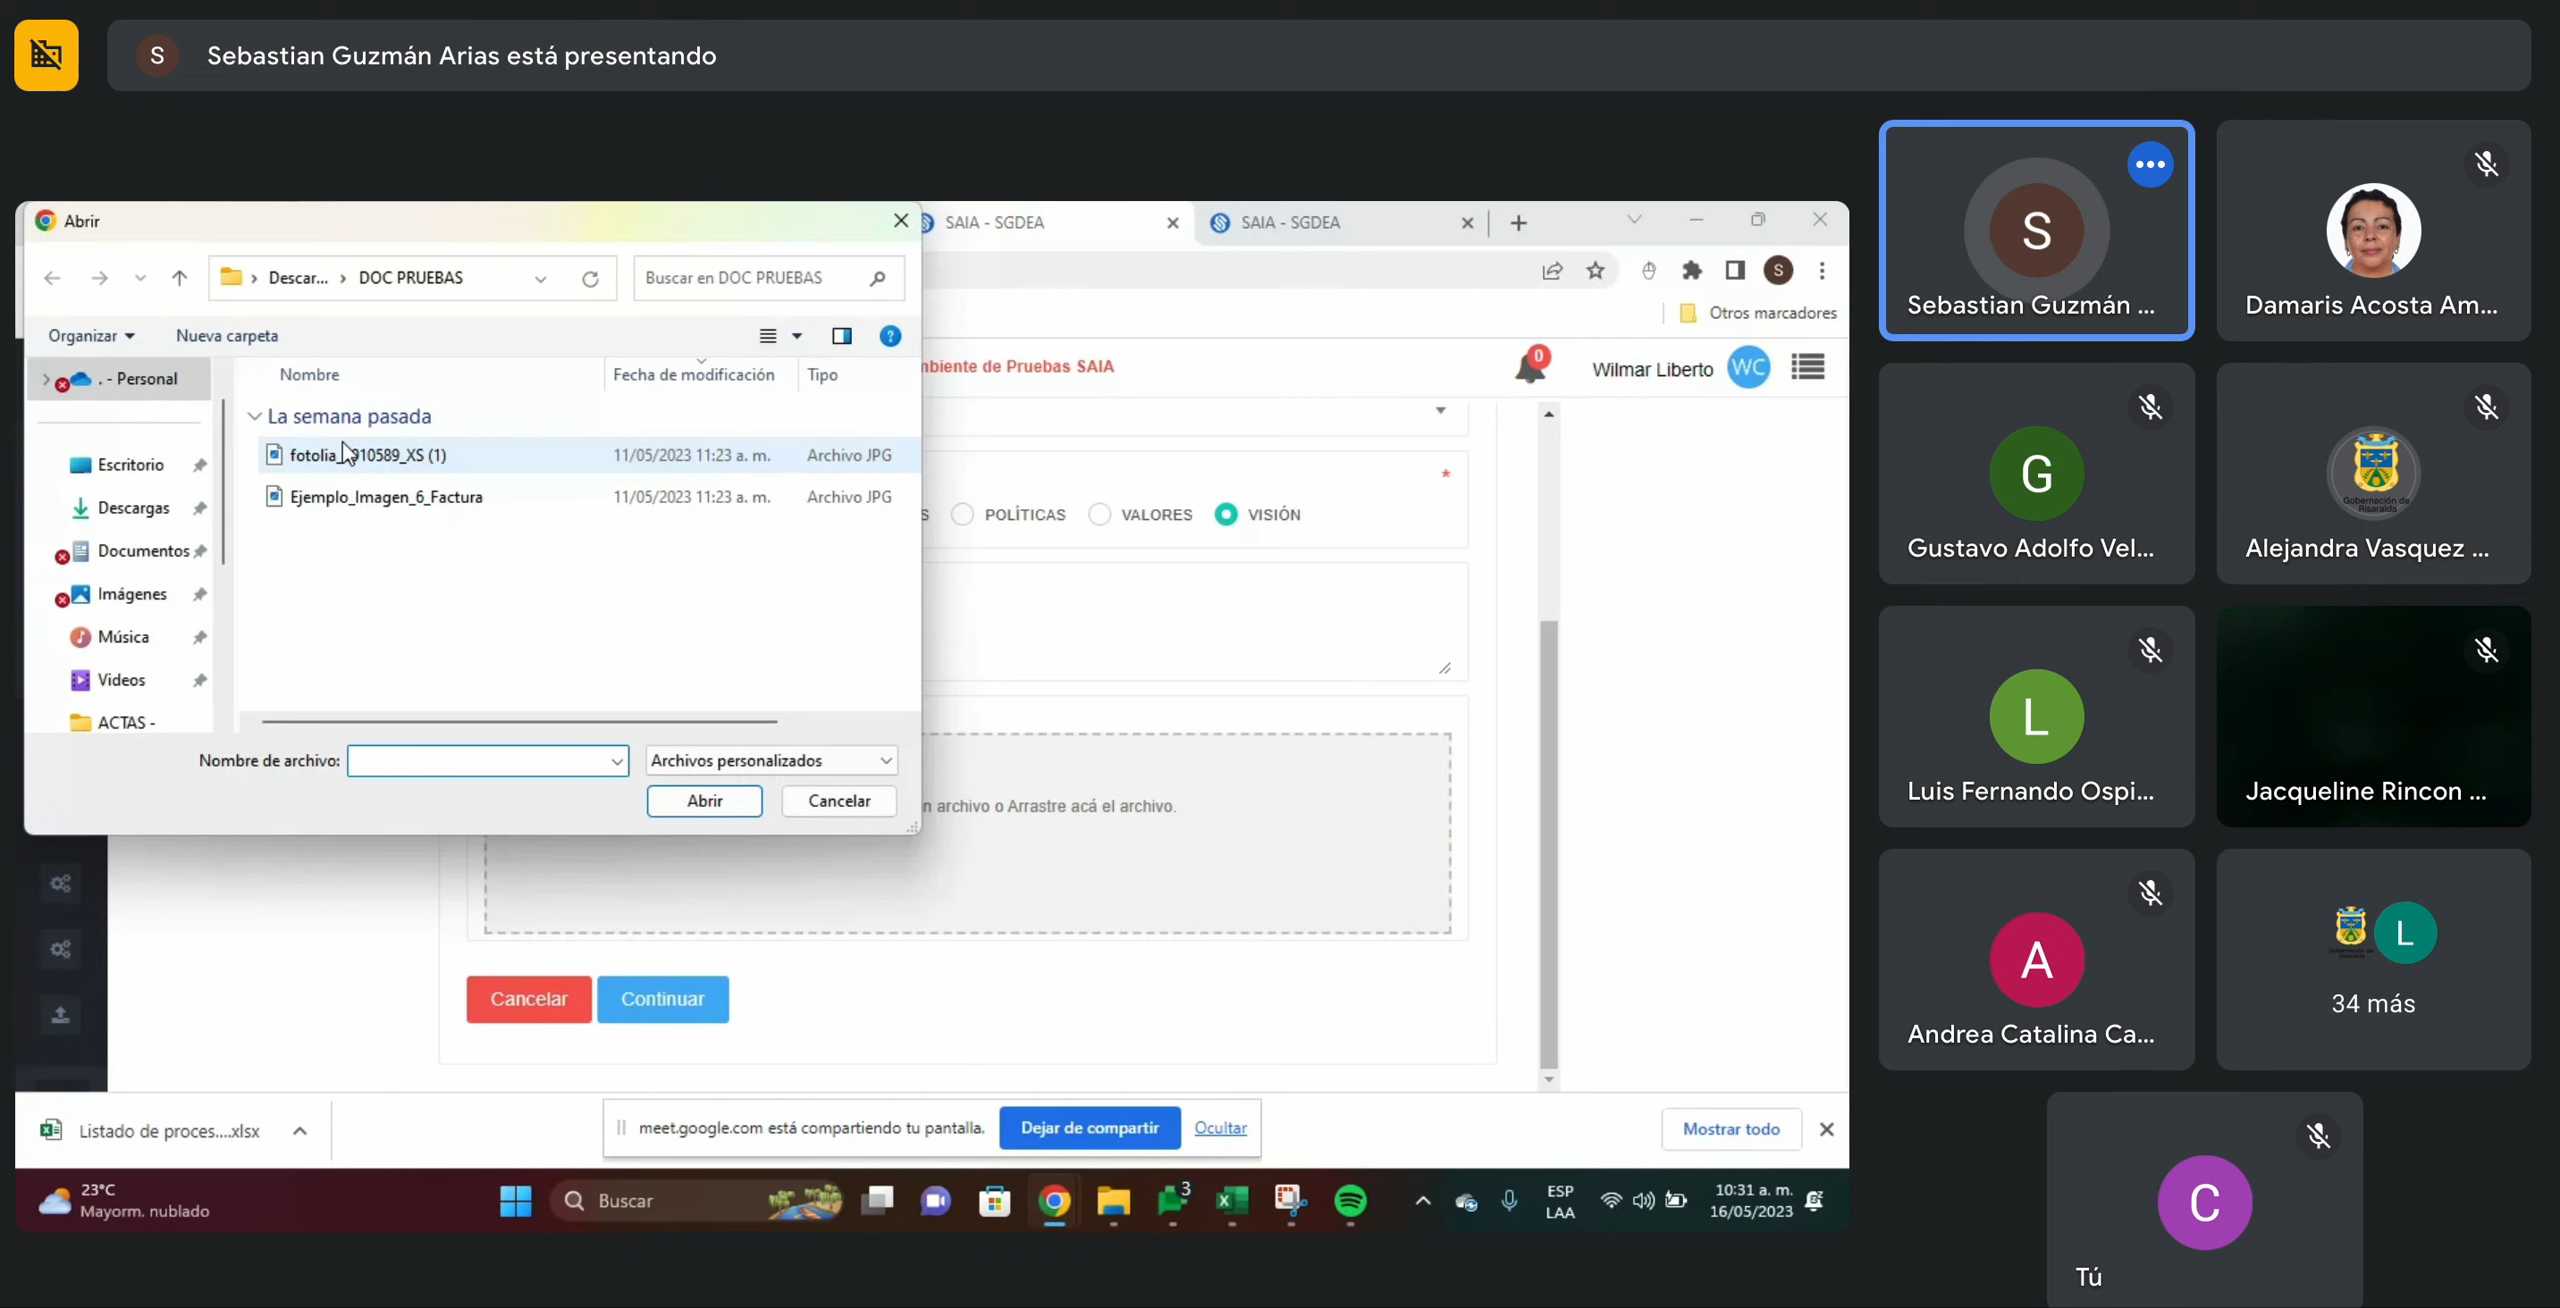 S Sebastian Guzmán Arias está presentando
Abrir
SAIA - SGDEA
SAIA - SGDEA
Descar... DOC PRUEBAS
Buscar en DOC PRUEBAS
S
Otros marcadores
Organizar
Nueva carpeta
. - Personal
Nombre
Fecha de modificación
Tipo
mbiente de Pruebas SAIA
0
Wilmar Liberto
WC
La semana pasada
fotolia_ 910589_XS (1) 11/05/2023 11:23 a. m. Archivo JPG
Ejemplo_Imagen_6_Factura 11/05/2023 11:23 a. m. Archivo JPG
Escritorio
Descargas
Documentos
Imágenes
Música
Videos
ACTAS -
*
S POLÍTICAS VALORES VISIÓN
Nombre de archivo:
Archivos personalizados
Abrir
Cancelar
n archivo o Arrastre acá el archivo.
Cancelar
Continuar
Listado de proces....xlsx
meet.google.com está compartiendo tu pantalla.
Dejar de compartir
Ocultar
Mostrar todo
23°C
Mayorm. nublado
Buscar
3
ESP
LAA
10:31 a. m.
16/05/2023
S
Sebastian Guzmán ...
Damaris Acosta Am...
G
Gustavo Adolfo Vel...
Gobernación de
Risaralda
Alejandra Vasquez ...
L
Luis Fernando Ospi...
Jacqueline Rincon ...
A
Andrea Catalina Ca...
L
34 más
C
Tú